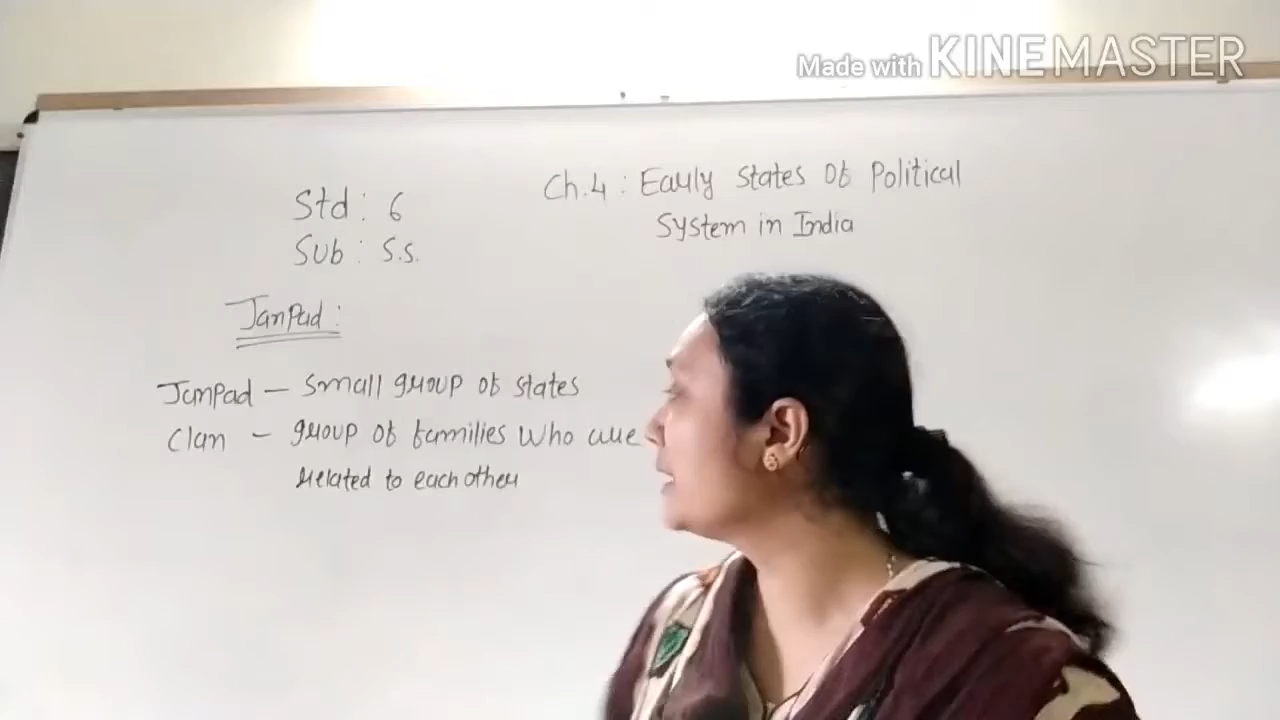 Made with KINEMASTER
Std : 6
Sub : S.S.
Ch.4 : Early States Of Political
System in India
JanPad :
JanPad – Small group of states
Clan – group of families who are
related to each other